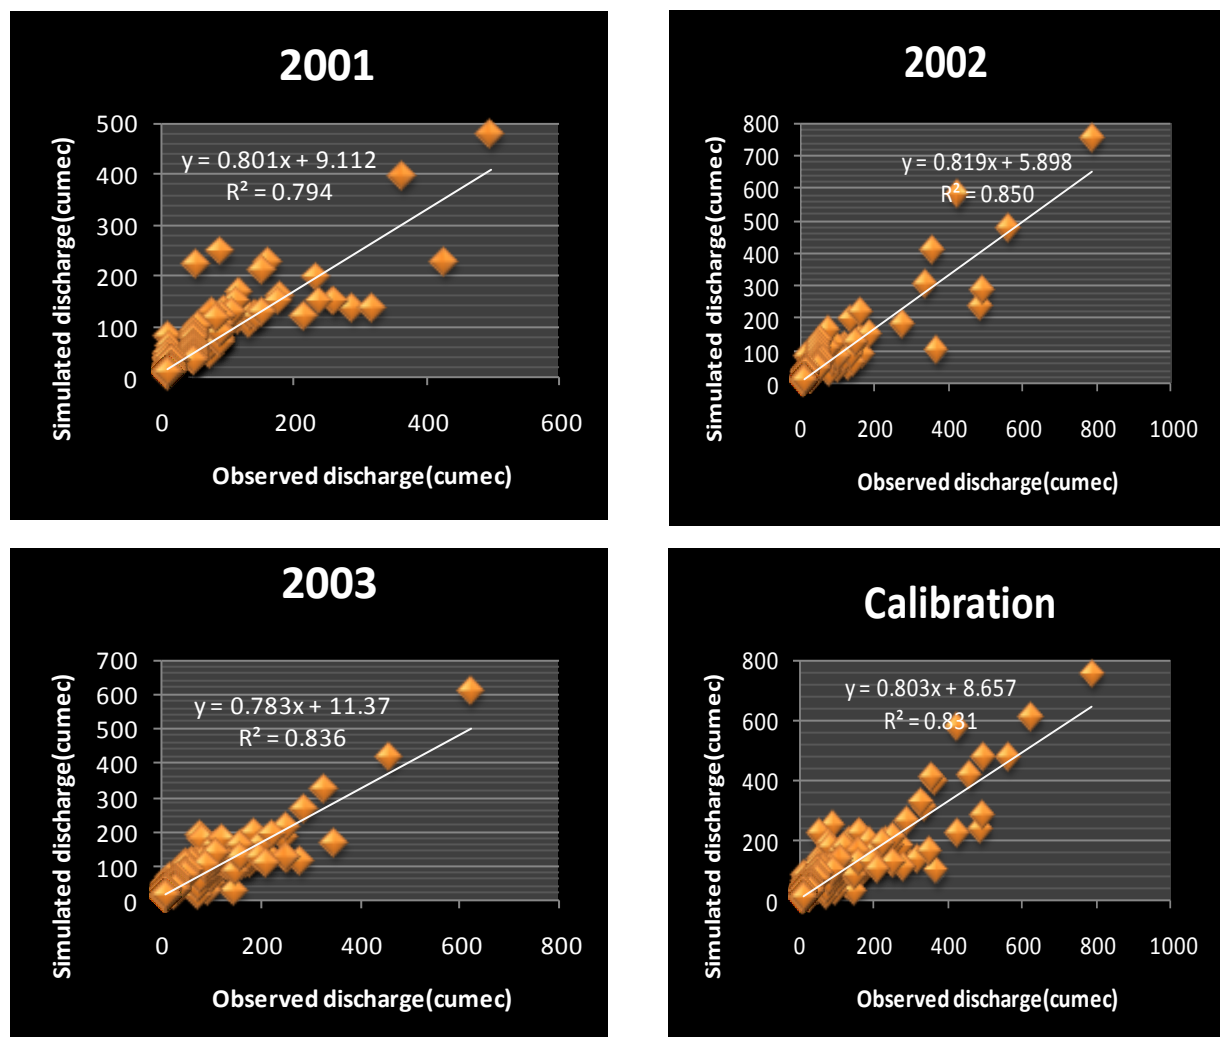 2001
Simulated discharge(cumec)
500
400
300
200
100
0
y = 0.801x + 9.112
R² = 0.794
0 200 400 600
Observed discharge(cumec)
2002
Simulated discharge(cumec)
800
700
600
500
400
300
200
100
0
y = 0.819x + 5.898
R² = 0.850
0 200 400 600 800 1000
Observed discharge(cumec)
2003
Simulated discharge(cumec)
700
600
500
400
300
200
100
0
y = 0.783x + 11.37
R² = 0.836
0 200 400 600 800
Observed discharge(cumec)
Calibration
Simulated discharge(cumec)
800
600
400
200
0
y = 0.803x + 8.657
R² = 0.831
0 200 400 600 800 1000
Observed discharge(cumec)